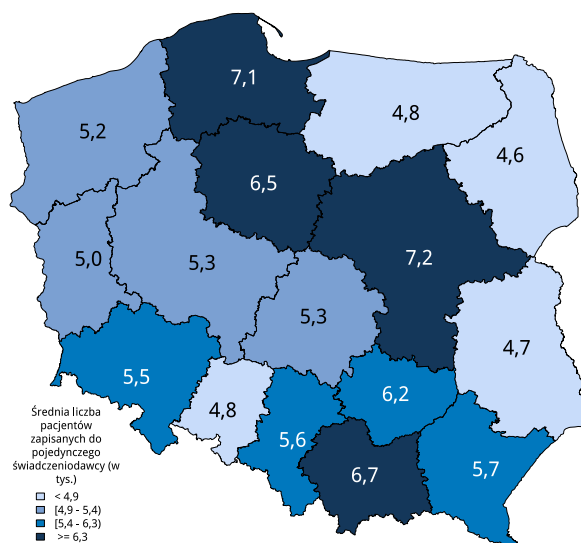 7,1
4,8
5,2
4,6
6,5
5,0
5,3
7,2
5,3
4,7
5,5
6,2
4,8
5,6
5,7
6,7
Średnia liczba
pacjentów
zapisanych do
pojedynczego
świadczeniodawcy (w
tys.)
< 4,9
[4,9 - 5,4)
[5,4 - 6,3)
>= 6,3